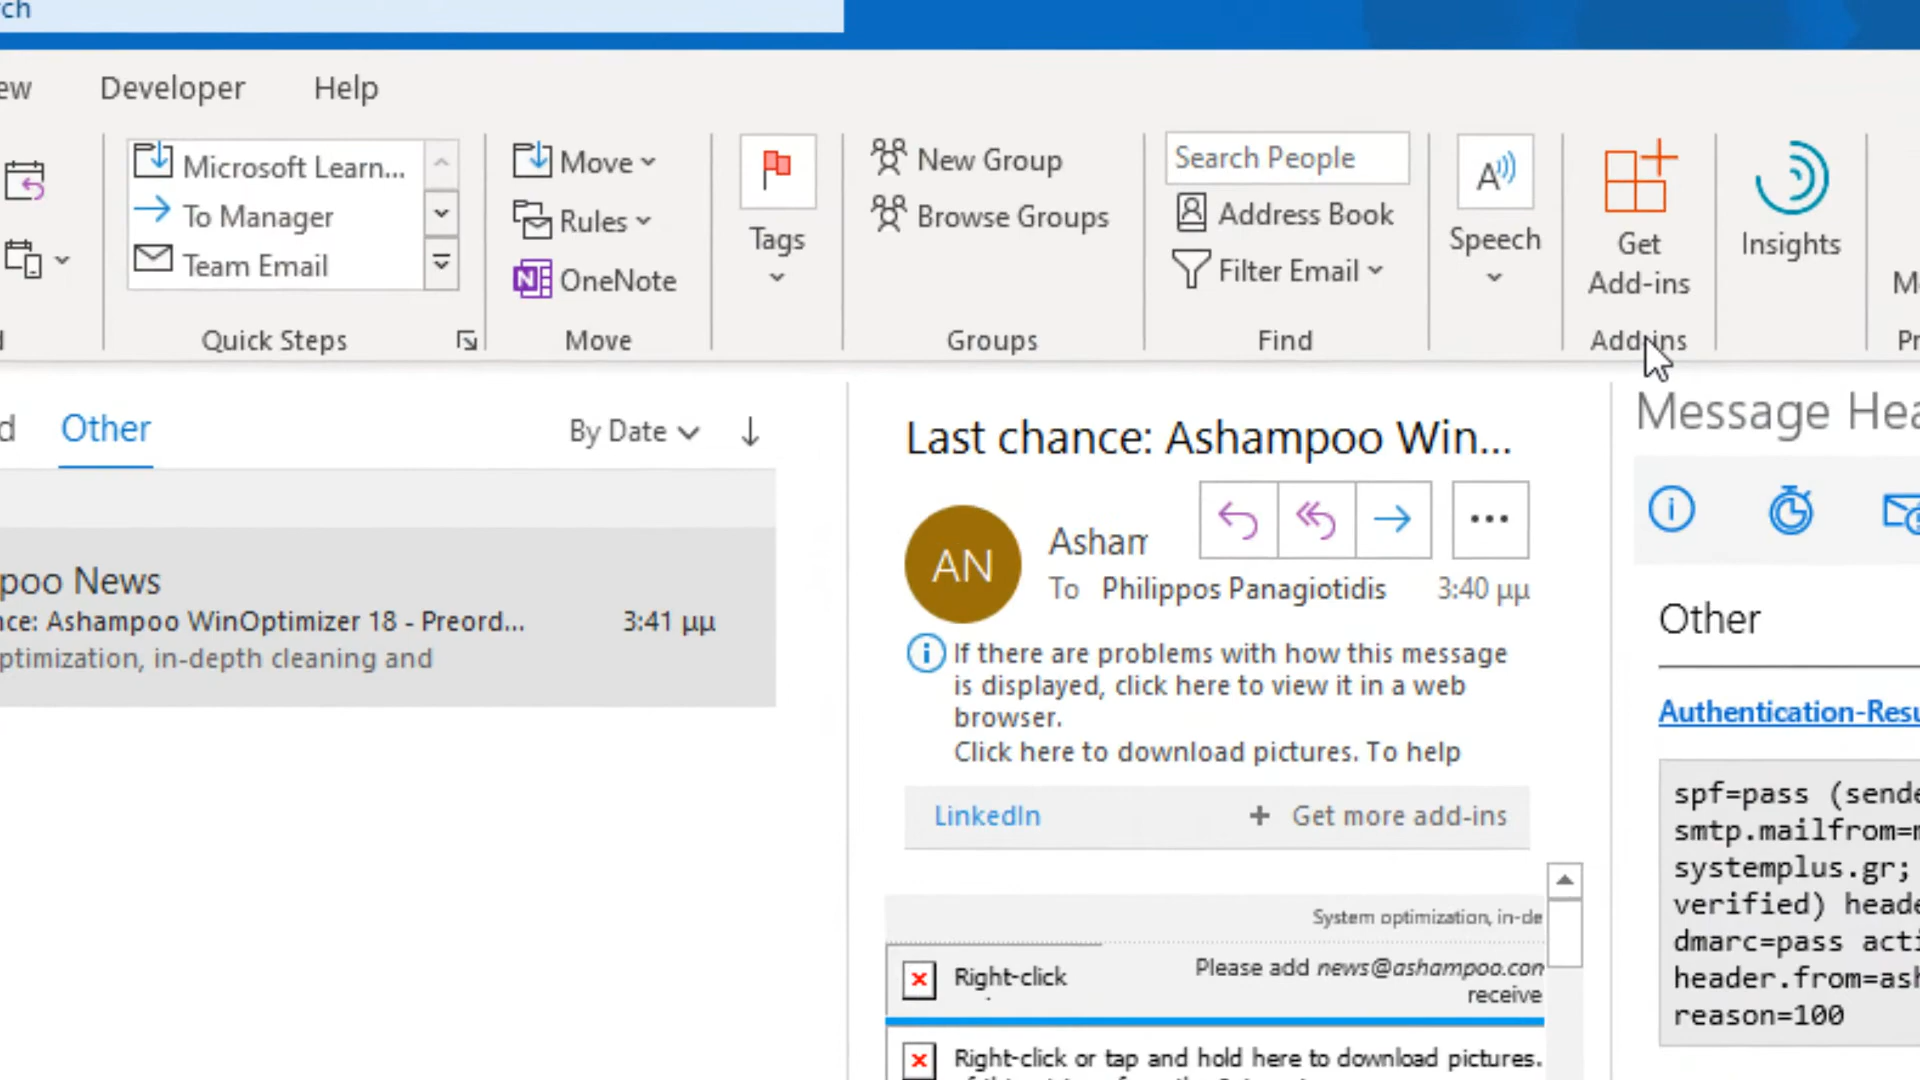 rch
ew Developer Help
Microsoft Learn...
To Manager
Team Email
Quick Steps
Move
Rules
OneNote
Move
Tags
New Group
Browse Groups
Groups
Search People
Address Book
Filter Email
Find
A
Speech
Get
Add-ins
Add-ins
Insights
Mo
Pr
d Other By Date
poo News
nce: Ashampoo WinOptimizer 18 - Preord... 3:41 μμ
ptimization, in-depth cleaning and
Last chance: Ashampoo Win...
AN
Asham
To Philippos Panagiotidis 3:40 μμ
If there are problems with how this message
is displayed, click here to view it in a web
browser.
Click here to download pictures. To help
LinkedIn + Get more add-ins
System optimization, in-de
Right-click
Please add news@ashampoo.com
receive
Right-click or tap and hold here to download pictures.
Message Hea
Other
Authentication-Resu
spf=pass (sende
smtp.mailfrom=m
systemplus.gr;
verified) heade
dmarc=pass acti
header.from=ash
reason=100